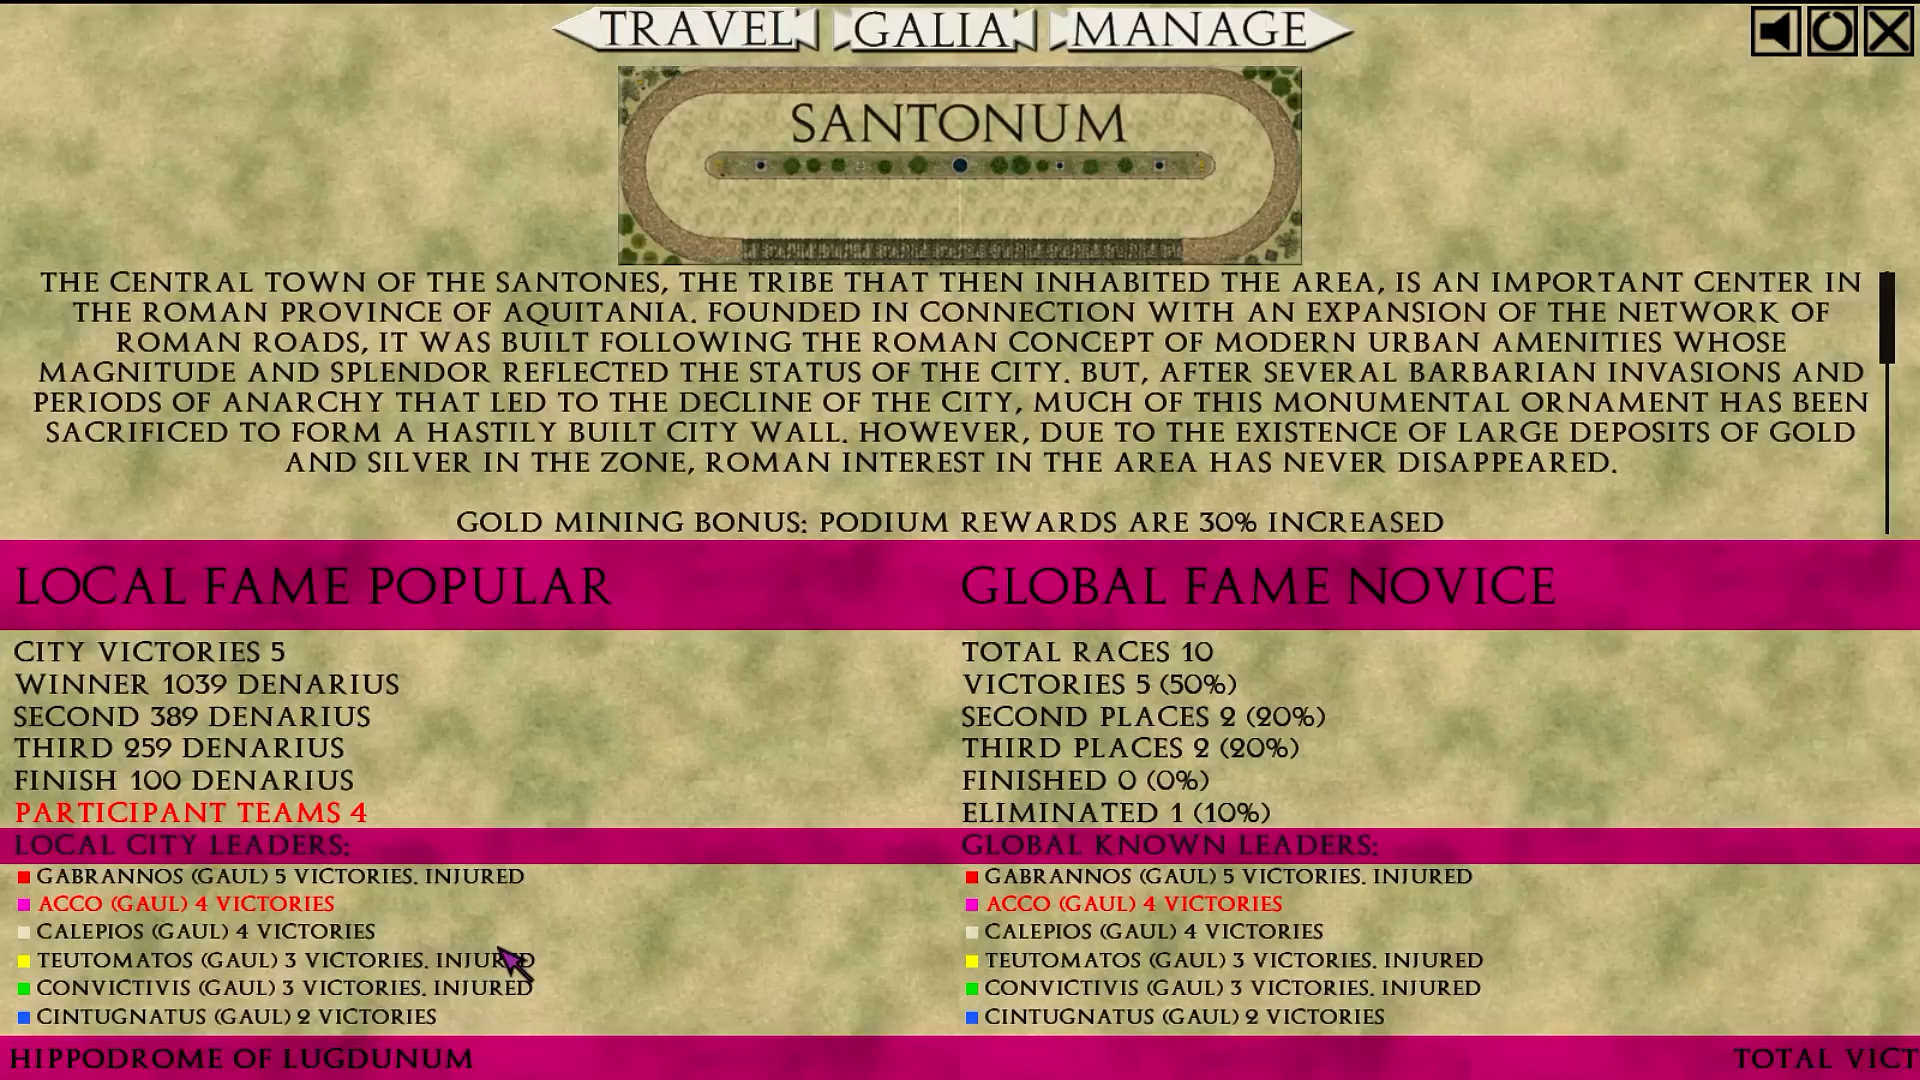 TRAVEL GALIA MANAGE
SANTONUM
THE CENTRAL TOWN OF THE SANTONES, THE TRIBE THAT THEN INHABITED THE AREA, IS AN IMPORTANT CENTER IN
THE ROMAN PROVINCE OF AQUITANIA. FOUNDED IN CONNECTION WITH AN EXPANSION OF THE NETWORK OF
ROMAN ROADS, IT WAS BUILT FOLLOWING THE ROMAN CONCEPT OF MODERN URBAN AMENITIES WHOSE
MAGNITUDE AND SPLENDOR REFLECTED THE STATUS OF THE CITY. BUT, AFTER SEVERAL BARBARIAN INVASIONS AND
PERIODS OF ANARCHY THAT LED TO THE DECLINE OF THE CITY, MUCH OF THIS MONUMENTAL ORNAMENT HAS BEEN
SACRIFICED TO FORM A HASTILY BUILT CITY WALL. HOWEVER, DUE TO THE EXISTENCE OF LARGE DEPOSITS OF GOLD
AND SILVER IN THE ZONE, ROMAN INTEREST IN THE AREA HAS NEVER DISAPPEARED.
GOLD MINING BONUS: PODIUM REWARDS ARE 30% INCREASED
LOCAL FAME POPULAR
CITY VICTORIES 5
WINNER 1039 DENARIUS
SECOND 389 DENARIUS
THIRD 259 DENARIUS
FINISH 100 DENARIUS
PARTICIPANT TEAMS 4
LOCAL CITY LEADERS:
GABRANNOS (GAUL) 5 VICTORIES. INJURED
ACCO (GAUL) 4 VICTORIES
CALEPIOS (GAUL) 4 VICTORIES
TEUTOMATOS (GAUL) 3 VICTORIES. INJURED
CONVICTIVIS (GAUL) 3 VICTORIES. INJURED
CINTUGNATUS (GAUL) 2 VICTORIES
GLOBAL FAME NOVICE
TOTAL RACES 10
VICTORIES 5 (50%)
SECOND PLACES 2 (20%)
THIRD PLACES 2 (20%)
FINISHED 0 (0%)
ELIMINATED 1 (10%)
GLOBAL KNOWN LEADERS:
GABRANNOS (GAUL) 5 VICTORIES. INJURED
ACCO (GAUL) 4 VICTORIES
CALEPIOS (GAUL) 4 VICTORIES
TEUTOMATOS (GAUL) 3 VICTORIES. INJURED
CONVICTIVIS (GAUL) 3 VICTORIES. INJURED
CINTUGNATUS (GAUL) 2 VICTORIES
HIPPODROME OF LUGDUNUM
TOTAL VICT